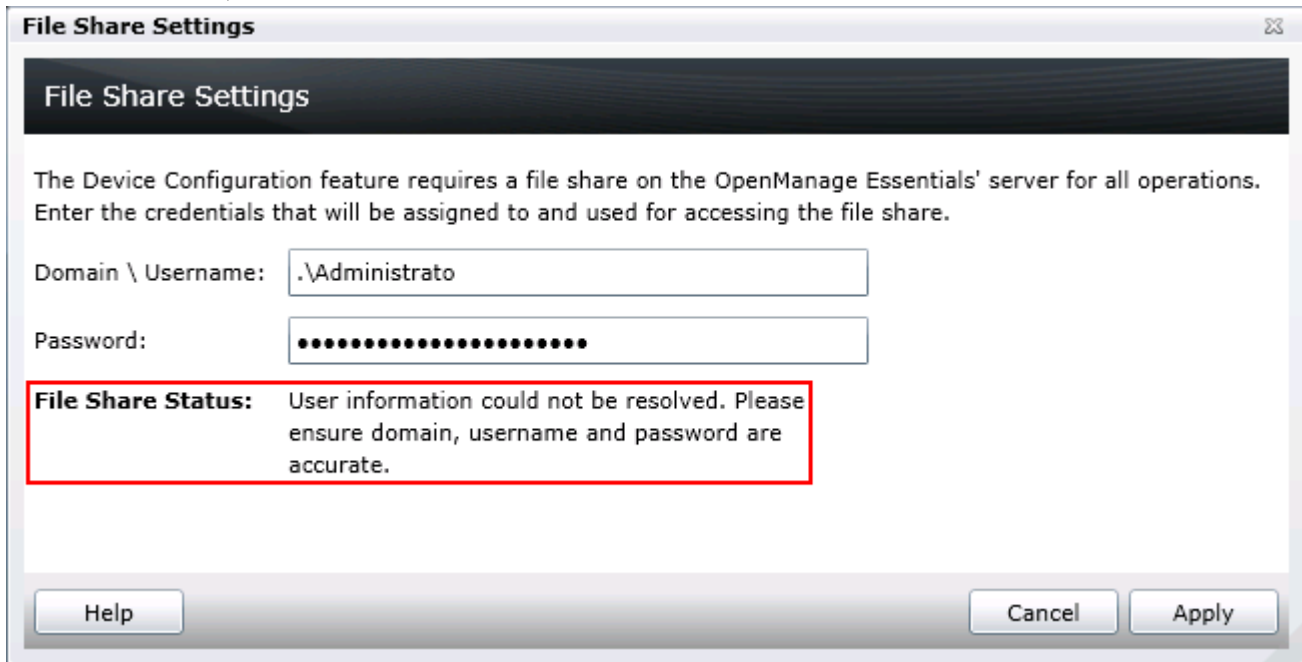 File Share Settings
File Share Settings
The Device Configuration feature requires a file share on the OpenManage Essentials' server for all operations.
Enter the credentials that will be assigned to and used for accessing the file share.
Domain \ Username: .\Administrato
Password: ●●●●●●●●●●●●●●●●●●●●●●
File Share Status: User information could not be resolved. Please
ensure domain, username and password are
accurate.
Help Cancel Apply